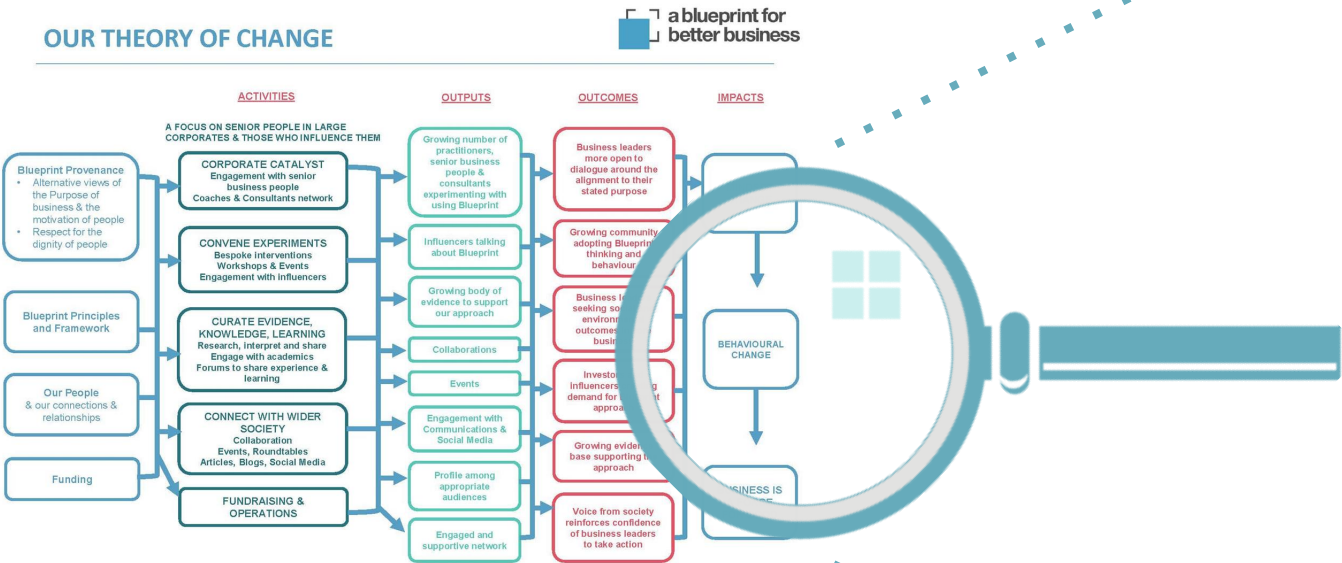 OUR THEORY OF CHANGE
a blueprint for
better business
ACTIVITIES
OUTPUTS
OUTCOMES
IMPACTS
A FOCUS ON SENIOR PEOPLE IN LARGE
CORPORATES & THOSE WHO INFLUENCE THEM
Blueprint Provenance
• Alternative views of
the Purpose of
business & the
motivation of people
• Respect for the
dignity of people
Blueprint Principles
and Framework
Our People
& our connections &
relationships
Funding
CORPORATE CATALYST
Engagement with senior
business people
Coaches & Consultants network
CONVENE EXPERIMENTS
Bespoke interventions
Workshops & Events
Engagement with influencers
CURATE EVIDENCE,
KNOWLEDGE, LEARNING
Research, interpret and share
Engage with academics
Forums to share experience &
learning
CONNECT WITH WIDER
SOCIETY
Collaboration
Events, Roundtables
Articles, Blogs, Social Media
FUNDRAISING &
OPERATIONS
Growing number of
practitioners,
senior business
people &
consultants
experimenting with
using Blueprint
Influencers talking
about Blueprint
Growing body of
evidence to support
our approach
Collaborations
Events
Engagement with
Communications &
Social Media
Profile among
appropriate
audiences
Engaged and
supportive network
Business leaders
more open to
dialogue around the
alignment to their
stated purpose
Growing community
adopting Blueprint
thinking and
behaviour
Business
seeking
outcomes
Growing
base supporting
approach
demand for
Voice from society
reinforces confidence
of business leaders
to take action
BEHAVIOURAL
CHANGE
IS